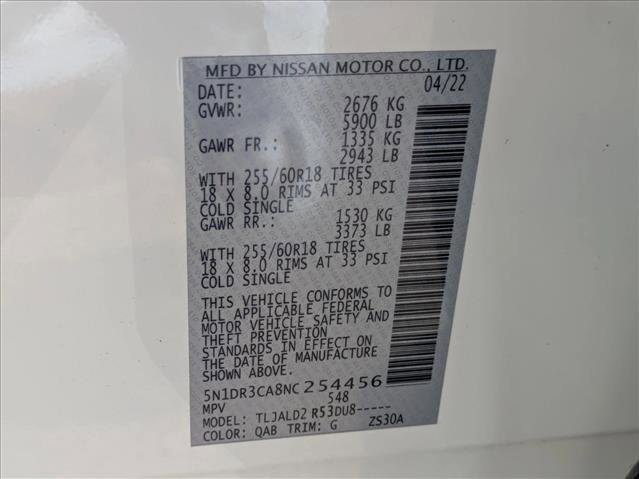 MFD BY NISSAN MOTOR CO., LTD.
DATE: 04/22
GVWR: 2676 KG
5900 LB
GAWR FR.: 1335 KG
2943 LB
WITH 255/60R18 TIRES
18 X 8.0 RIMS AT 33 PSI
COLD SINGLE
GAWR RR.: 1530 KG
3373 LB
WITH 255/60R18 TIRES
18 X 8.0 RIMS AT 33 PSI
COLD SINGLE
THIS VEHICLE CONFORMS TO
ALL APPLICABLE FEDERAL
MOTOR VEHICLE SAFETY AND
THEFT PREVENTION
STANDARDS IN EFFECT ON
THE DATE OF MANUFACTURE
SHOWN ABOVE.
5N1DR3CA8NC254456
MPV 548
MODEL: TLJALD2 R53DU8-----
COLOR: QAB TRIM: G ZS30A